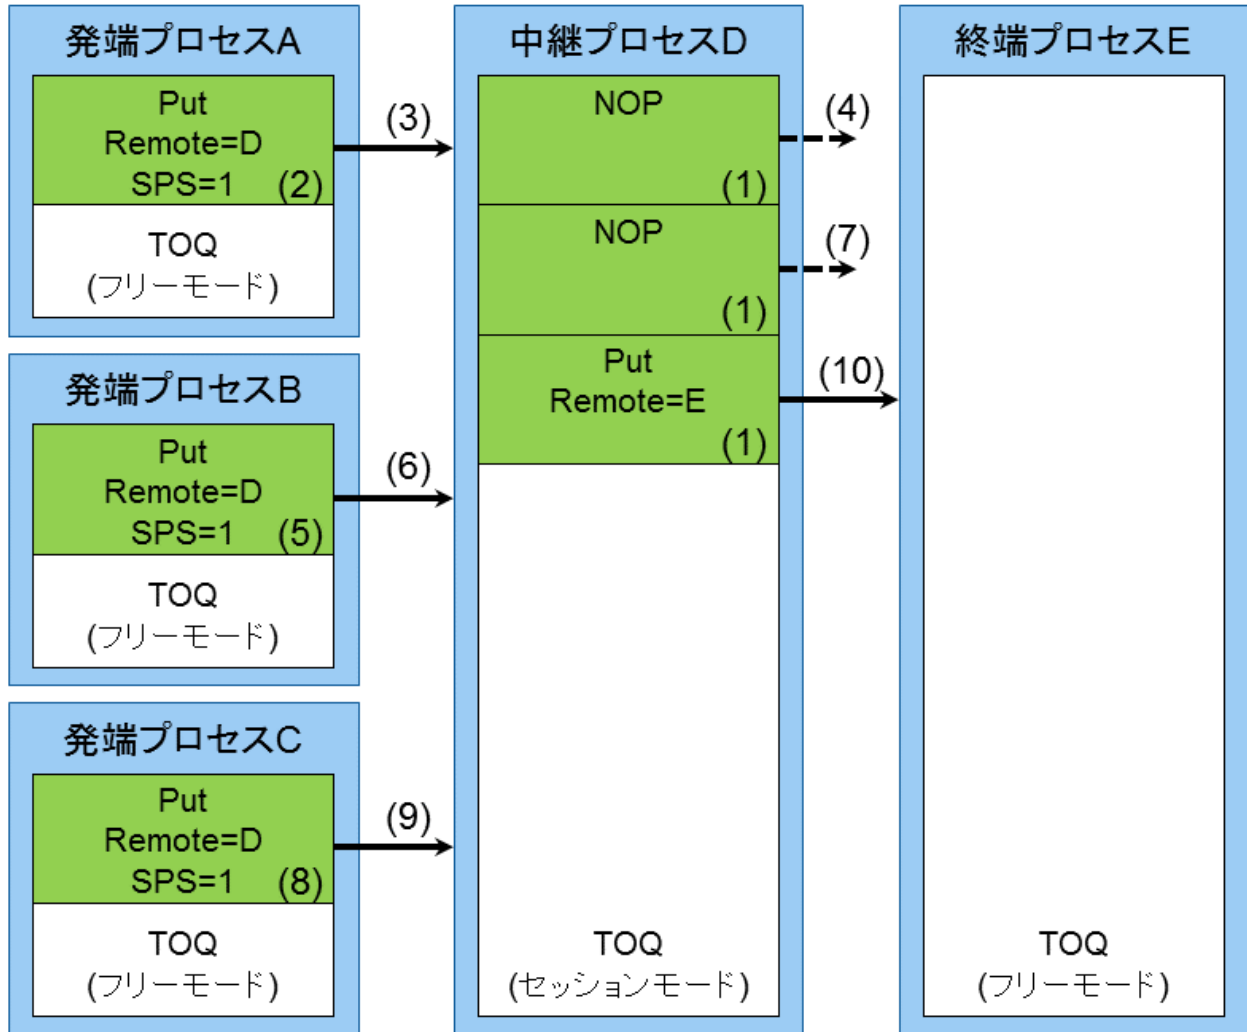 発端プロセスA
Put
Remote=D
SPS=1
(2)
TOQ
(フリーモード)
(3)
発端プロセスB
Put
Remote=D
SPS=1
(5)
TOQ
(フリーモード)
(6)
発端プロセスC
Put
Remote=D
SPS=1
(8)
TOQ
(フリーモード)
(9)
中継プロセスD
NOP
(1)
(4)
NOP
(1)
(7)
Put
Remote=E
(1)
(10)
TOQ
(セッションモード)
終端プロセスE
TOQ
(フリーモード)